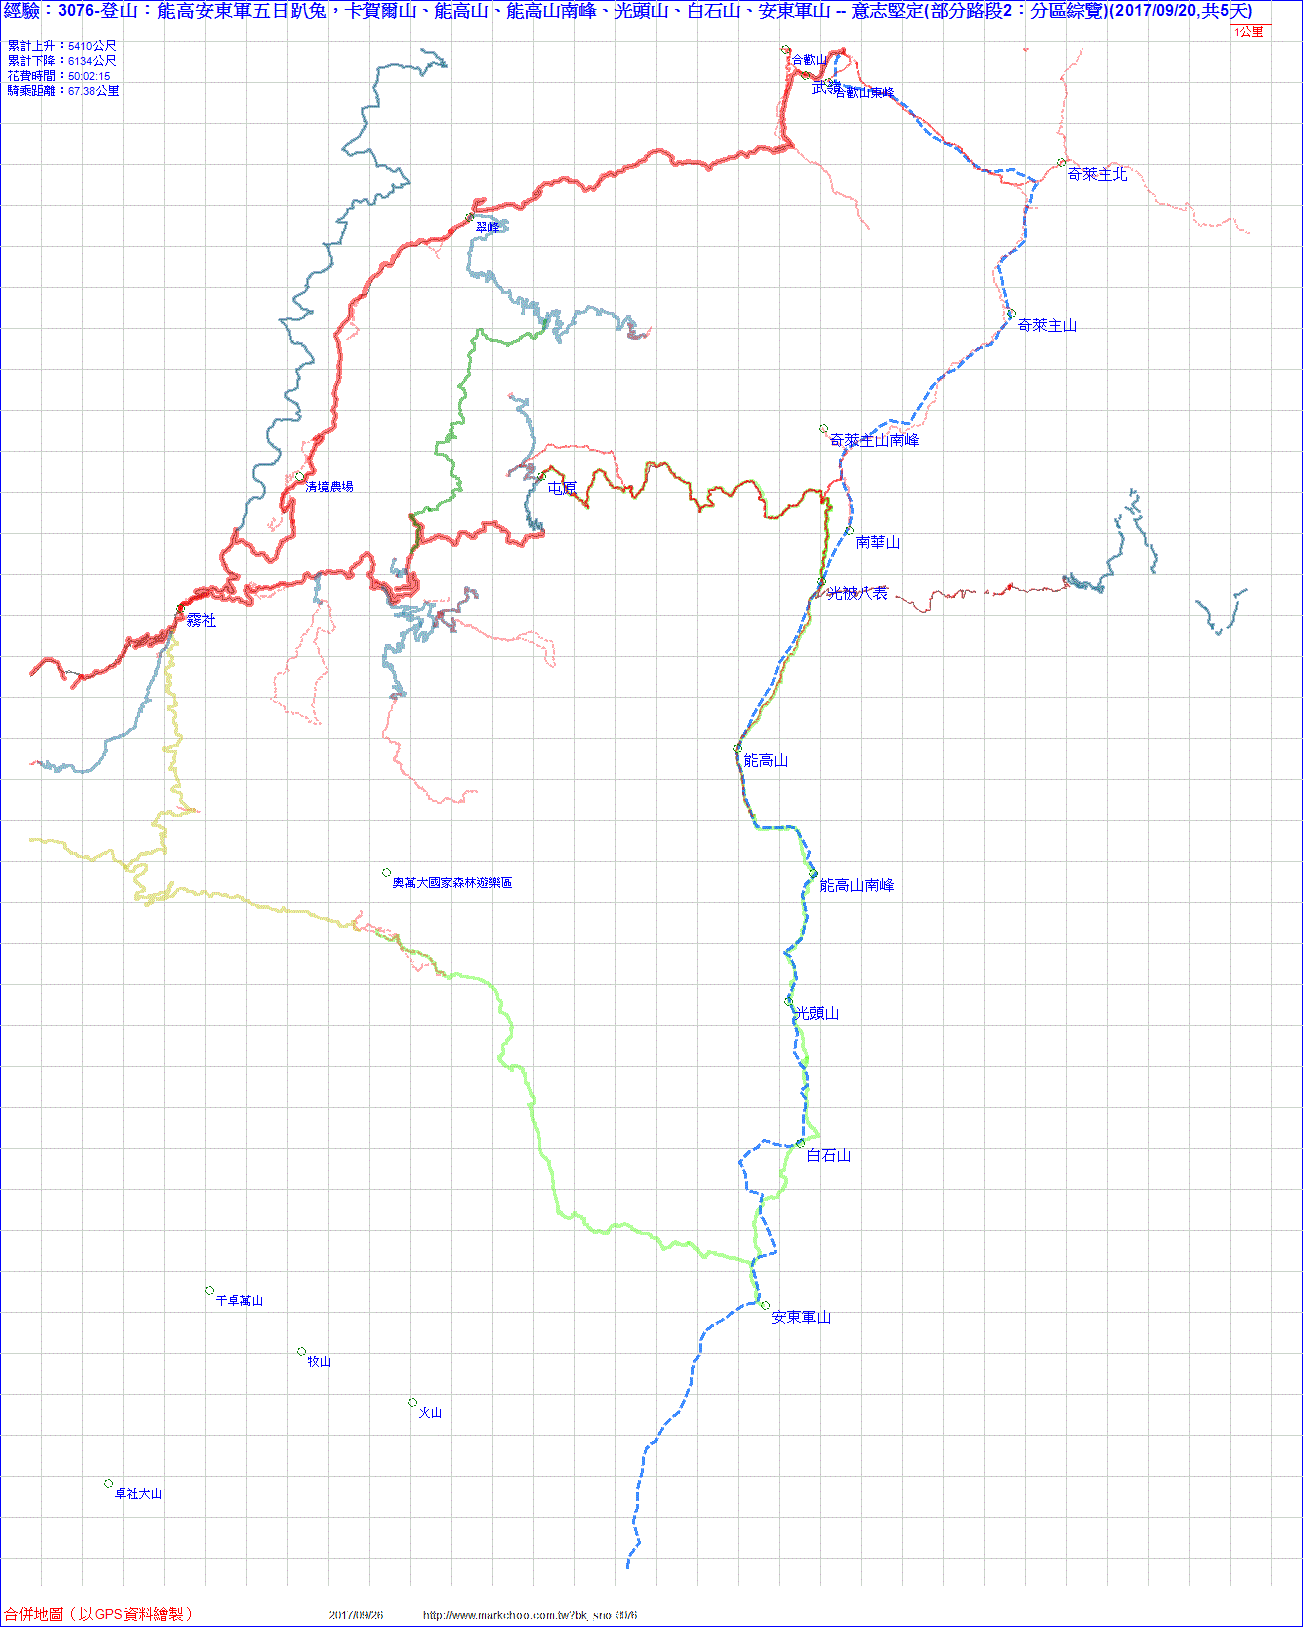 經驗：3076-登山：能高安東軍五日趴兔，卡賀爾山、能高山、能高山南峰、光頭山、白石山、安東軍山 -- 意志堅定(部分路段2：分區綜覽)(2017/09/20,共5天)
1公里
累計上升：5410公尺
累計下降：6134公尺
花費時間：50:02:15
騎乘距離：67.38公里
合歡山
武嶺
合歡山東峰
奇萊主北
翠峰
奇萊主山
奇萊主山南峰
清境農場
屯原
南華山
光被八表
霧社
能高山
奧萬大國家森林遊樂區
能高山南峰
光頭山
白石山
干卓萬山
安東軍山
牧山
火山
卓社大山
合併地圖（以GPS資料繪製）
2017/09/26
http://www.markchoo.com.tw?bk_sno=3076